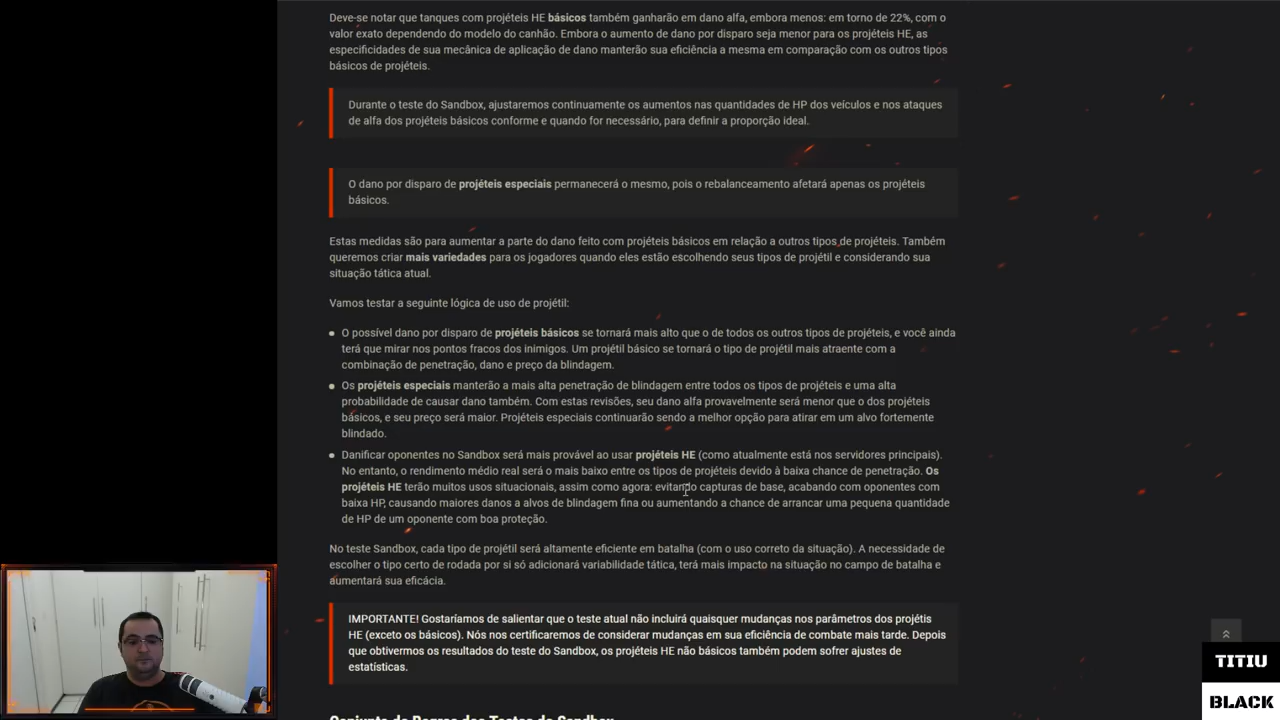 Deve-se notar que tanques com projéteis HE básicos também ganharão em dano alfa, embora menos: em torno de 22%, com o
valor exato dependendo do modelo do canhão. Embora o aumento de dano por disparo seja menor para os projéteis HE, as
especificidades de sua mecânica de aplicação de dano manterão sua eficiência a mesma em comparação com os outros tipos
básicos de projéteis.
Durante o teste do Sandbox, ajustaremos continuamente os aumentos nas quantidades de HP dos veículos e nos ataques
de alfa dos projéteis básicos conforme e quando for necessário, para definir a proporção ideal.
O dano por disparo de projéteis especiais permanecerá o mesmo, pois o rebalanceamento afetará apenas os projéteis
básicos.
Estas medidas são para aumentar a parte do dano feito com projéteis básicos em relação a outros tipos de projéteis. Também
queremos criar mais variedades para os jogadores quando eles estão escolhendo seus tipos de projétil e considerando sua
situação tática atual.
Vamos testar a seguinte lógica de uso de projétil:
O possível dano por disparo de projéteis básicos se tornará mais alto que o de todos os outros tipos de projéteis, e você ainda
terá que mirar nos pontos fracos dos inimigos. Um projétil básico se tornará o tipo de projétil mais atraente com a
combinação de penetração, dano e preço da blindagem.
Os projéteis especiais manterão a mais alta penetração de blindagem entre todos os tipos de projéteis e uma alta
probabilidade de causar dano também. Com estas revisões, seu dano alfa provavelmente será menor que o dos projéteis
básicos, e seu preço será maior. Projéteis especiais continuarão sendo a melhor opção para atirar em um alvo fortemente
blindado.
Danificar oponentes no Sandbox será mais provável ao usar projéteis HE (como atualmente está nos servidores principais).
No entanto, o rendimento médio real será o mais baixo entre os tipos de projéteis devido à baixa chance de penetração. Os
projéteis HE terão muitos usos situacionais, assim como agora: evitando capturas de base, acabando com oponentes com
baixa HP, causando maiores danos a alvos de blindagem fina ou aumentando a chance de arrancar uma pequena quantidade
de HP de um oponente com boa proteção.
No teste Sandbox, cada tipo de projétil será altamente eficiente em batalha (com o uso correto da situação). A necessidade de
escolher o tipo certo de rodada por si só adicionará variabilidade tática, terá mais impacto na situação no campo de batalha e
aumentará sua eficácia.
IMPORTANTE! Gostaríamos de salientar que o teste atual não incluirá quaisquer mudanças nos parâmetros dos projétis
HE (exceto os básicos). Nós nos certificaremos de considerar mudanças em sua eficiência de combate mais tarde. Depois
que obtivermos os resultados do teste do Sandbox, os projéteis HE não básicos também podem sofrer ajustes de
estatísticas.
Conjunto de Regras dos Testes do Sandbox
TITIU
BLACK